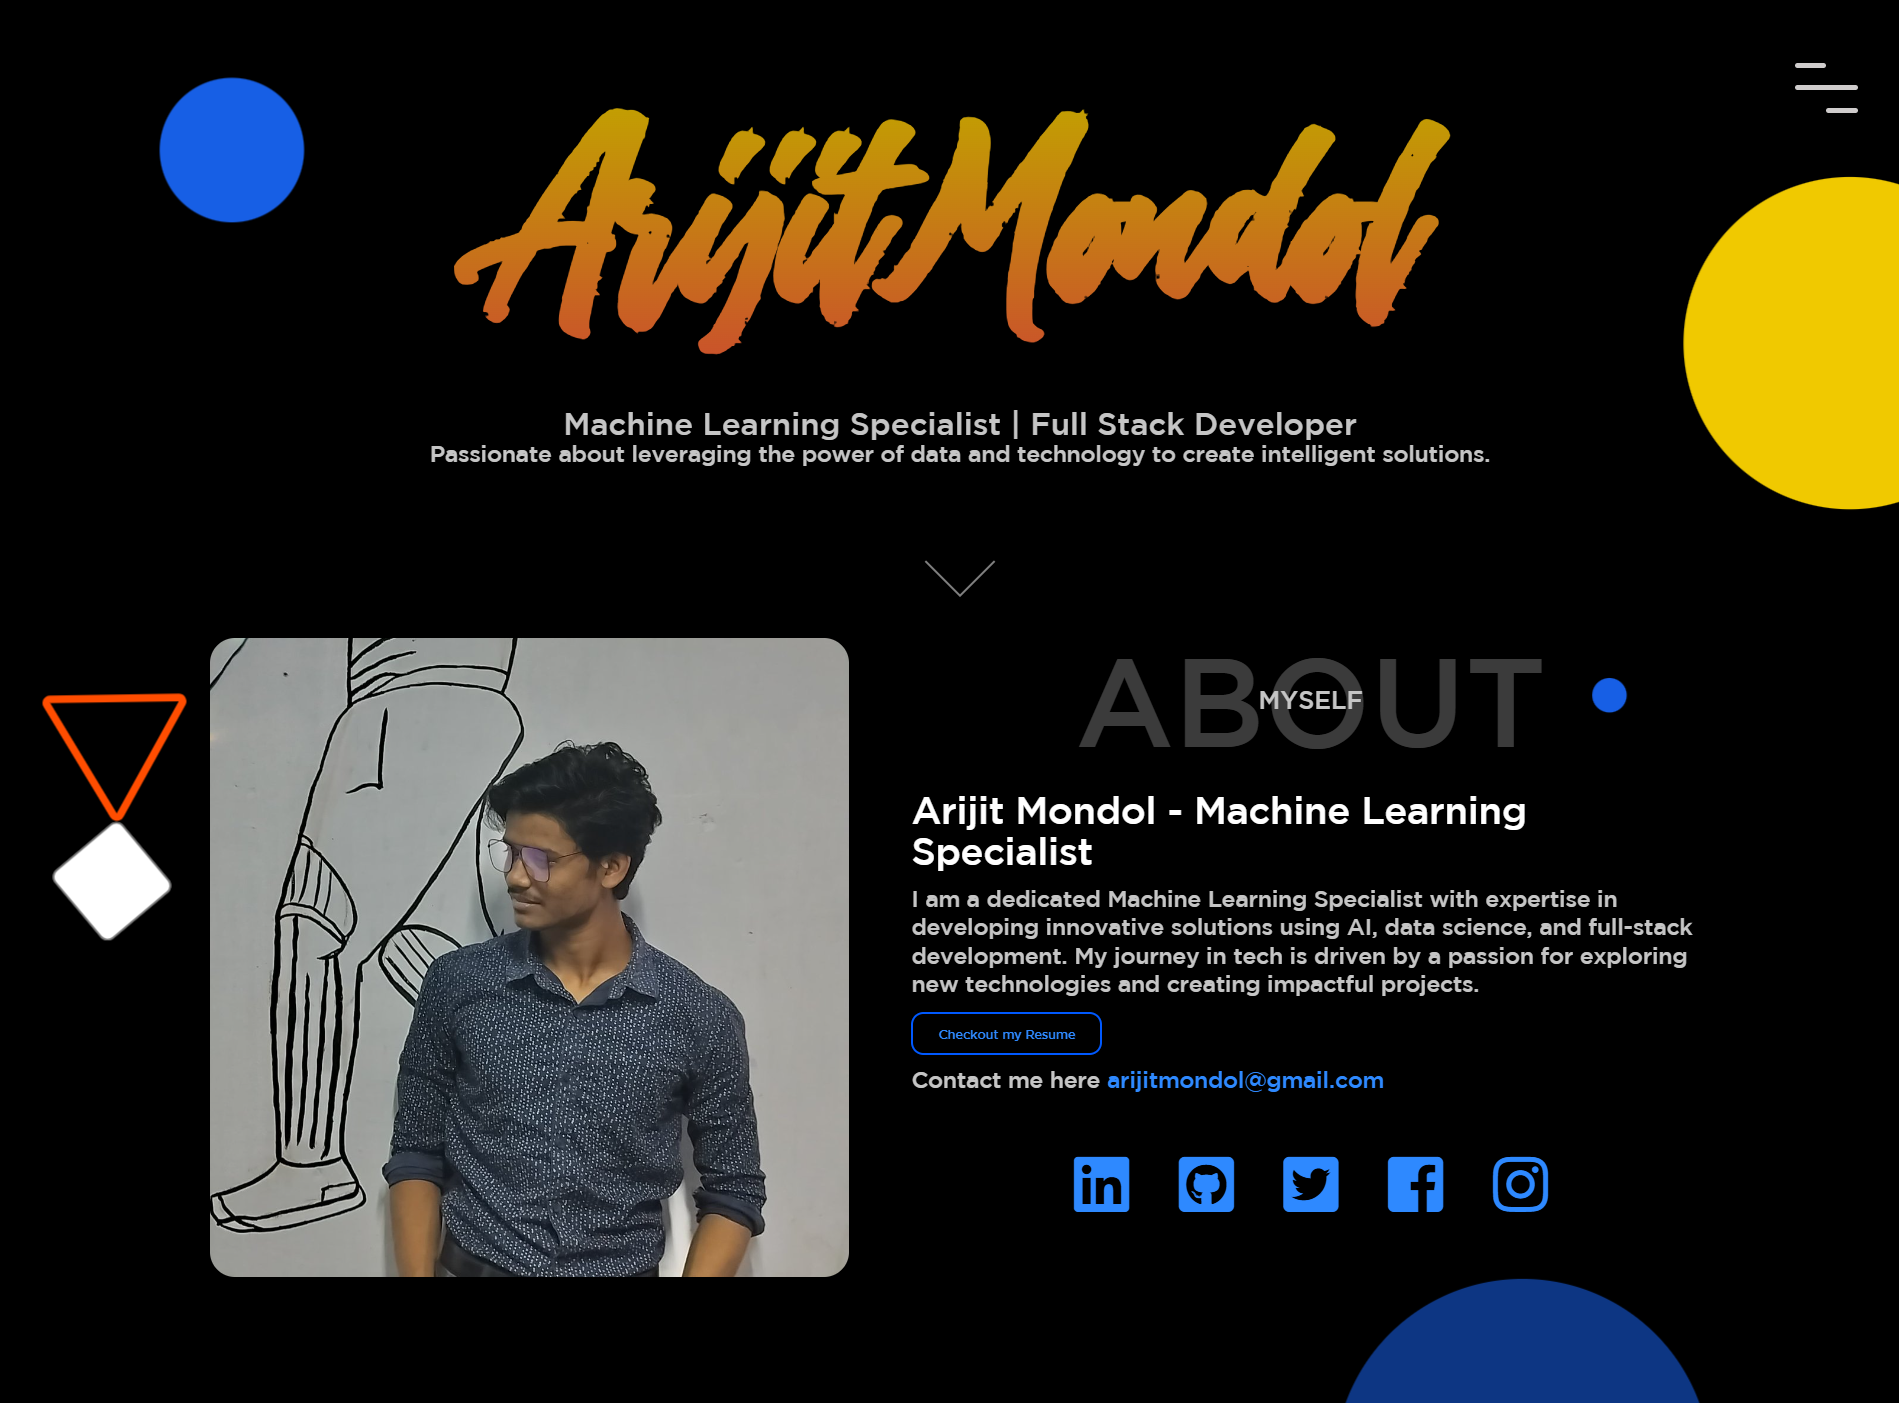 Arijit Mondol
Machine Learning Specialist | Full Stack Developer
Passionate about leveraging the power of data and technology to create intelligent solutions.
ABOUT
MYSELF
Arijit Mondol - Machine Learning
Specialist
I am a dedicated Machine Learning Specialist with expertise in
developing innovative solutions using AI, data science, and full-stack
development. My journey in tech is driven by a passion for exploring
new technologies and creating impactful projects.
Checkout my Resume
Contact me here arijitmondol@gmail.com